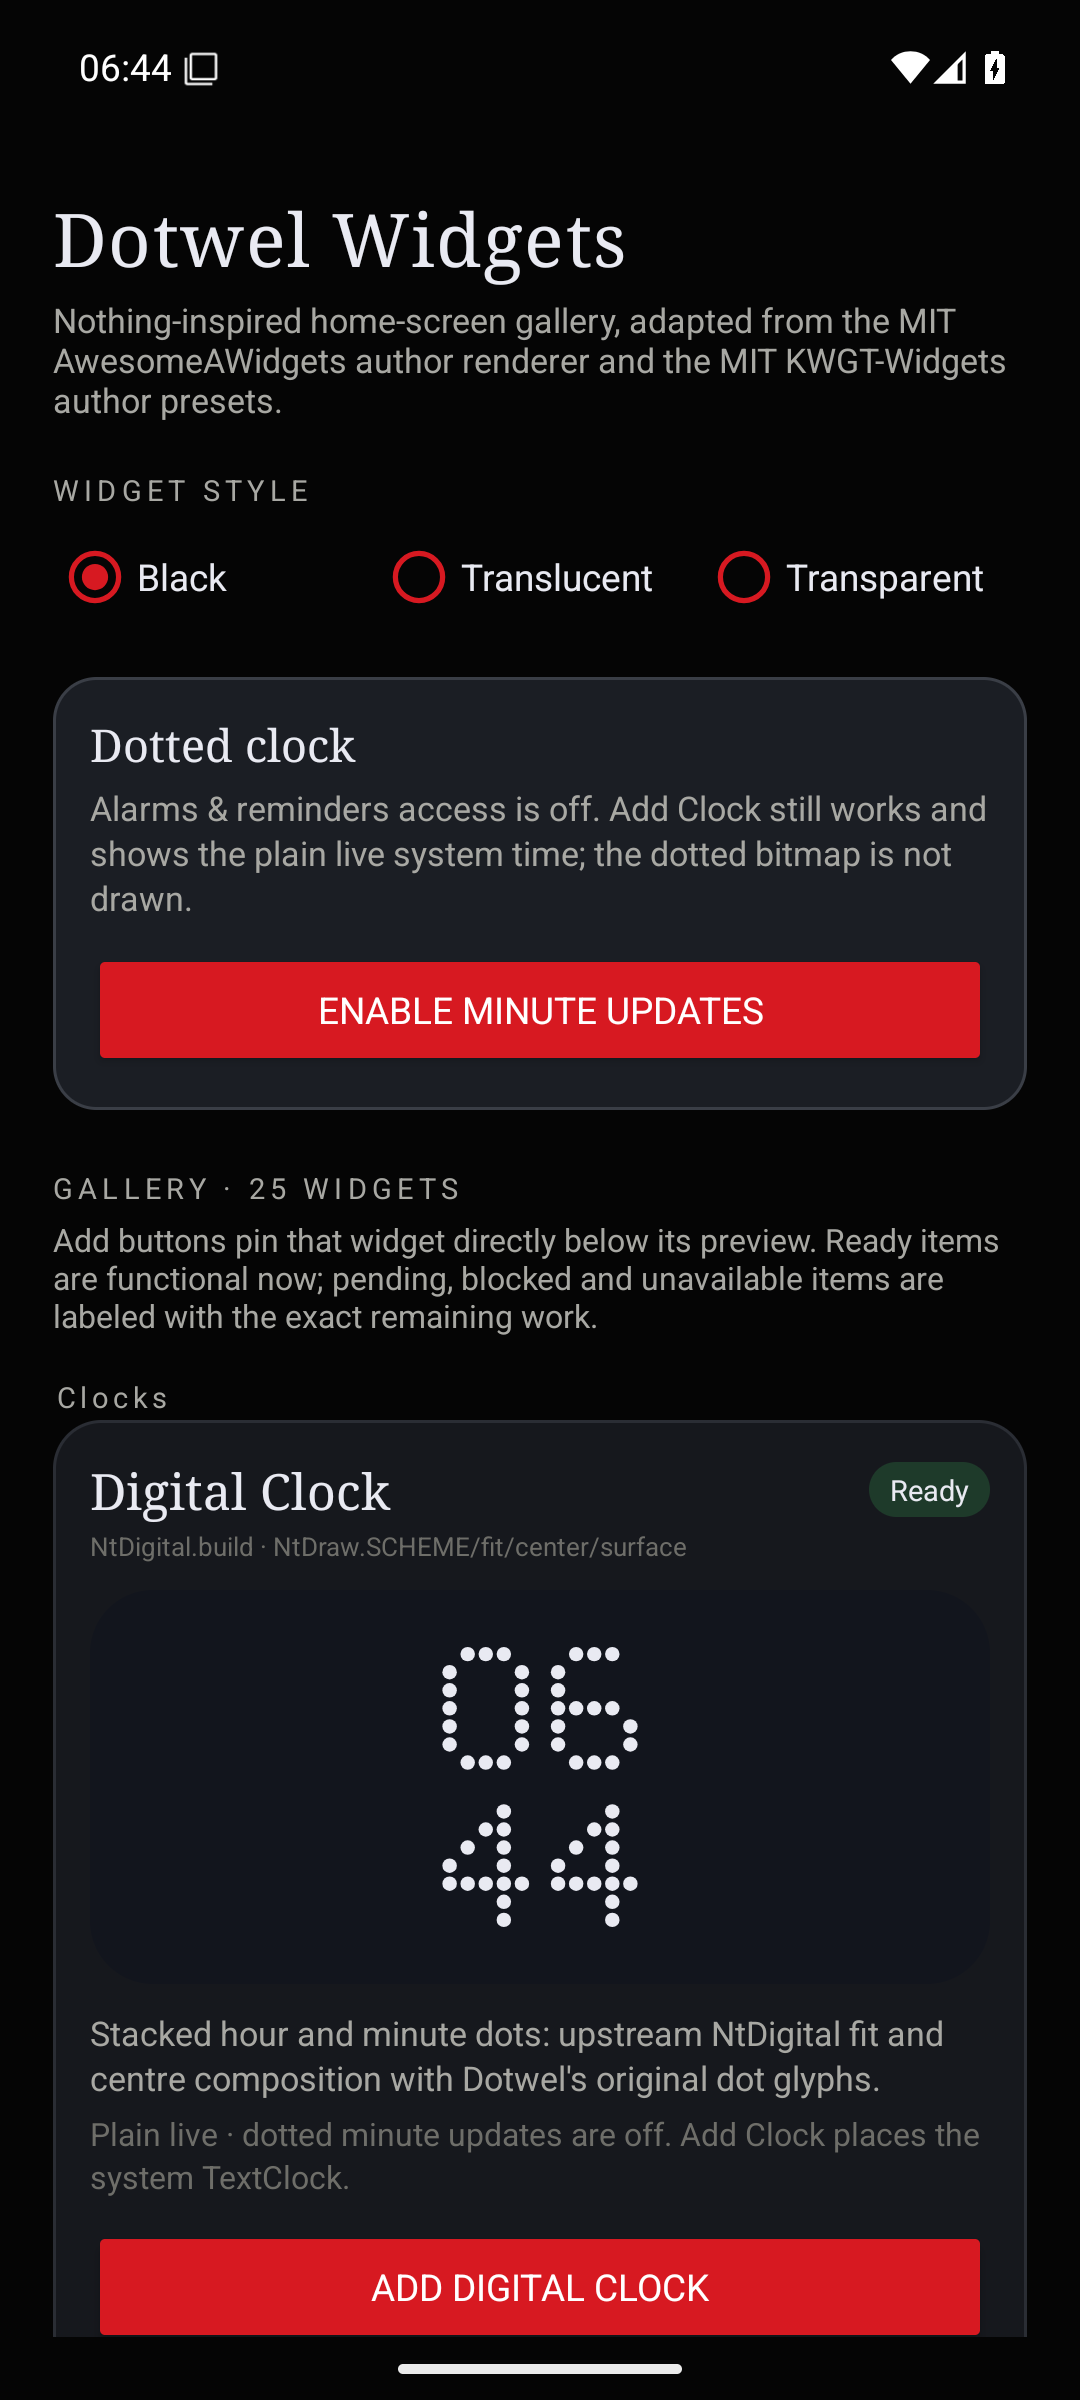 06:44
Dotwel Widgets
Nothing-inspired home-screen gallery, adapted from the MIT
AwesomeAWidgets author renderer and the MIT KWGT-Widgets
author presets.
WIDGET STYLE
Black
Translucent
Transparent
Dotted clock
Alarms & reminders access is off. Add Clock still works and
shows the plain live system time; the dotted bitmap is not
drawn.
ENABLE MINUTE UPDATES
GALLERY · 25 WIDGETS
Add buttons pin that widget directly below its preview. Ready items
are functional now; pending, blocked and unavailable items are
labeled with the exact remaining work.
Clocks
Digital Clock
Ready
NtDigital.build · NtDraw.SCHEME/fit/center/surface
06
44
Stacked hour and minute dots: upstream NtDigital fit and
centre composition with Dotwel's original dot glyphs.
Plain live · dotted minute updates are off. Add Clock places the
system TextClock.
ADD DIGITAL CLOCK